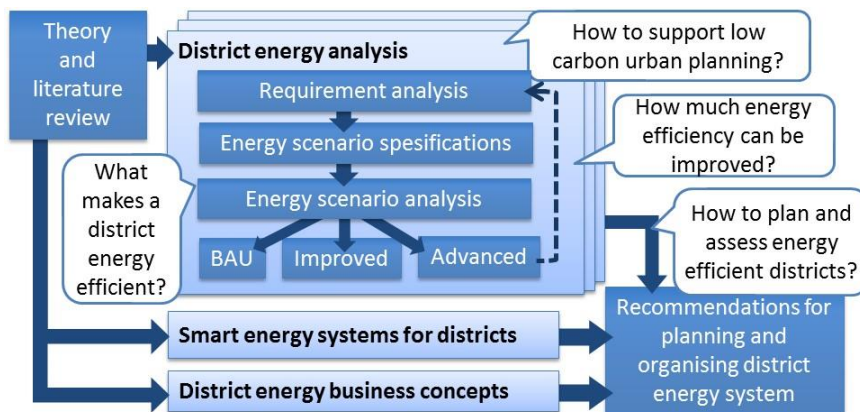 Theory
and
literature
review
District energy analysis
How to support low
carbon urban planning?
Requirement analysis
How much energy
efficiency can be
improved?
Energy scenario spesifications
What
makes a
district
energy
efficient?
Energy scenario analysis
How to plan and
assess energy
efficient districts?
BAU
Improved
Advanced
Smart energy systems for districts
Recommendations for
planning and
organising district
energy system
District energy business concepts